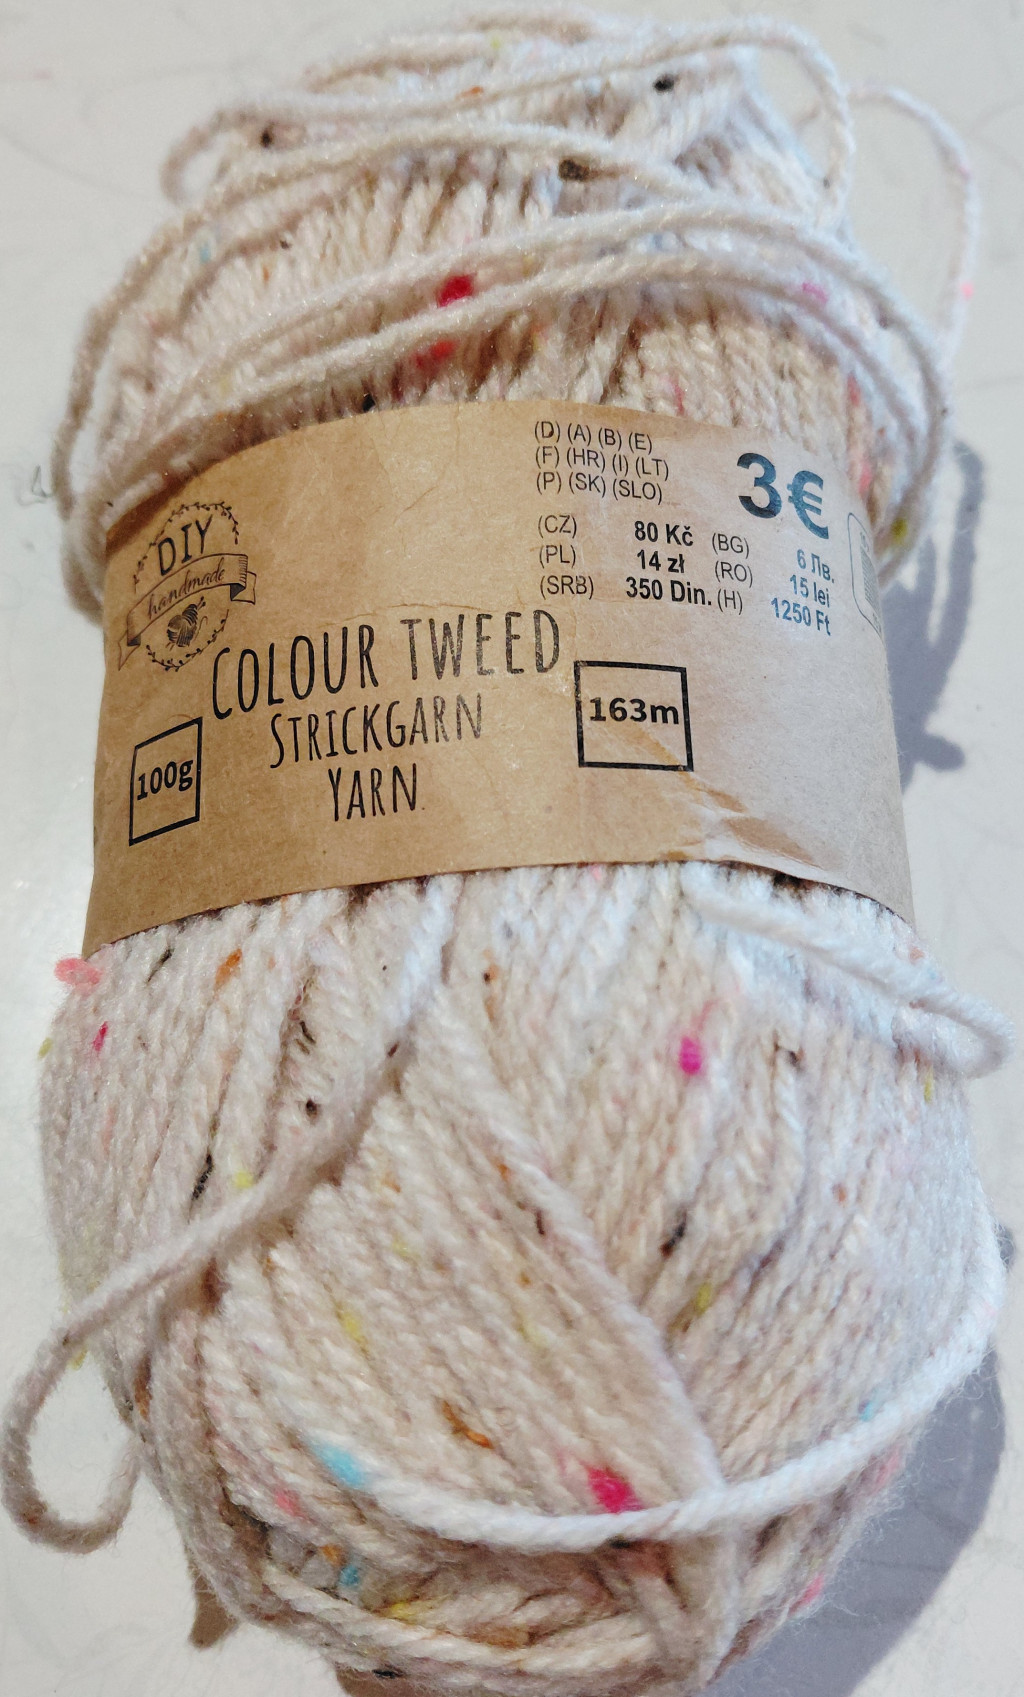 (D) (A) (B) (E)
(F) (HR) (I) (LT)
(P) (SK) (SLO)
3€
(CZ) 80 Kč (BG) 6 Лв.
(PL) 14 zł (RO) 15 lei
(SRB) 350 Din. (H) 1250 Ft
DIY
handmade
COLOUR TWEED
STRICKGARN
YARN
100g
163m